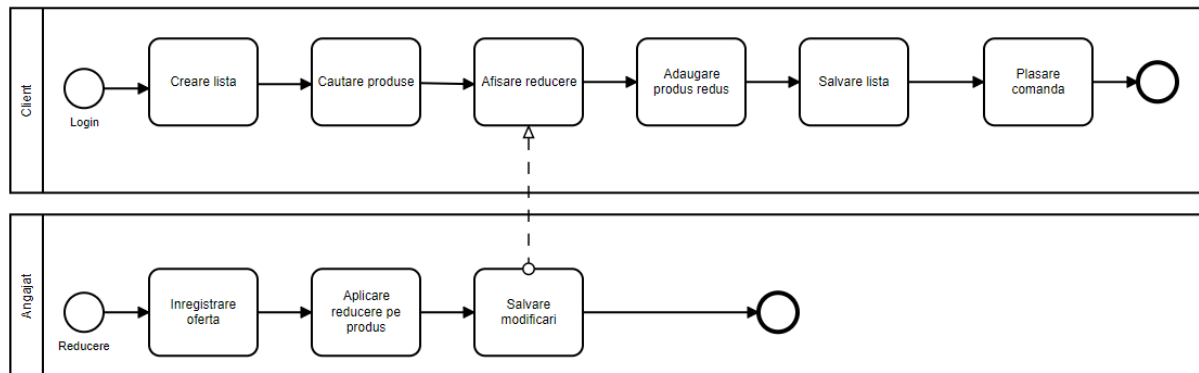 Client
Login
Creare lista
Cautare produse
Afisare reducere
Adaugare
produs redus
Salvare lista
Plasare
comanda
Angajat
Reducere
Inregistrare
oferta
Aplicare
reducere pe
produs
Salvare
modificari